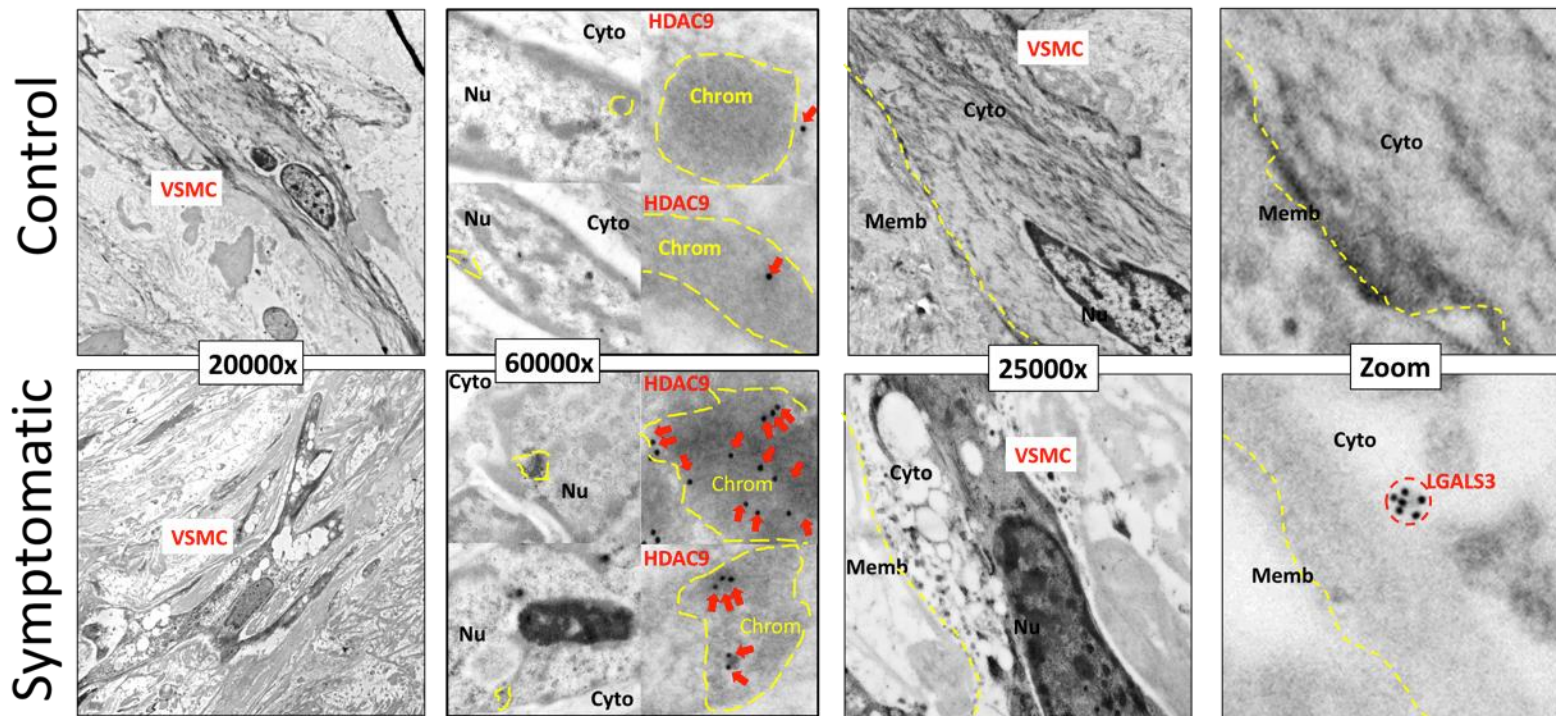 Control
VSMC
Nu
Cyto
HDAC9
Chrom
Nu
Cyto
HDAC9
Chrom
VSMC
Cyto
Memb
Nu
Cyto
Memb
20000x
60000x
25000x
Zoom
Symptomatic
VSMC
Cyto
Nu
HDAC9
Chrom
Nu
Cyto
HDAC9
Chrom
VSMC
Cyto
Memb
Nu
Cyto
LGALS3
Memb